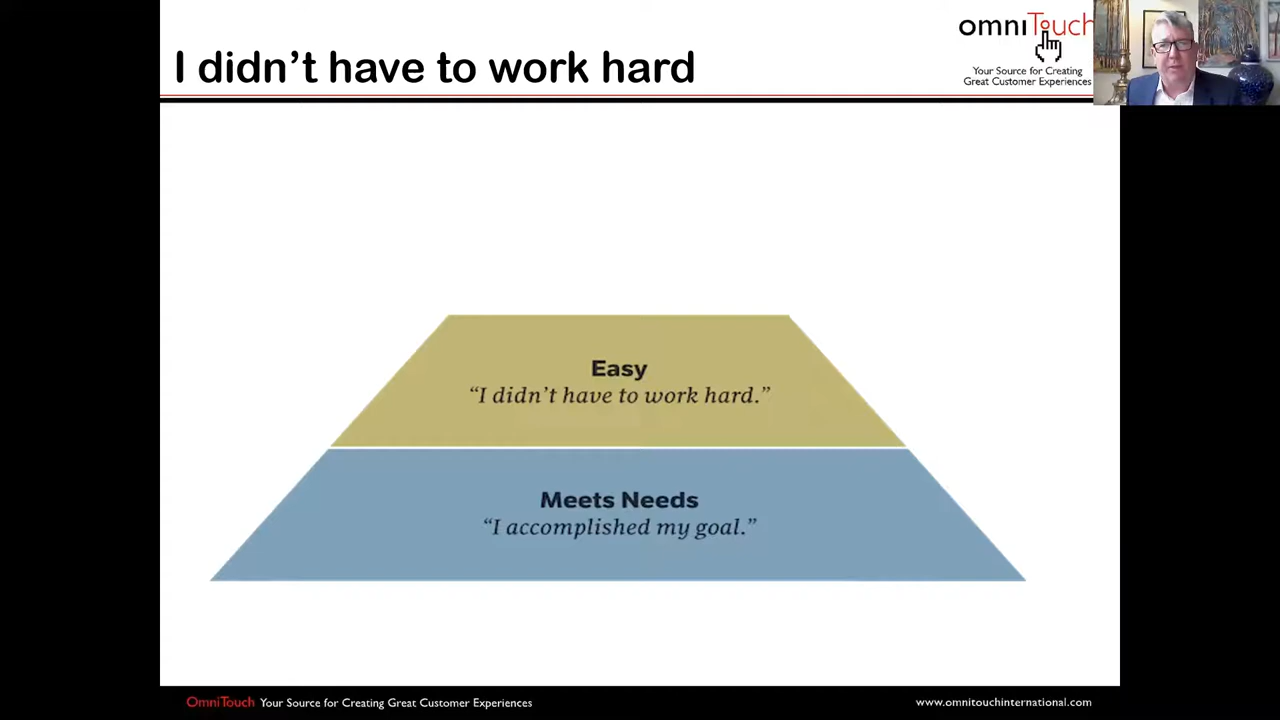 I didn’t have to work hard
omniTouch
Your Source for Creating
Great Customer Experiences
Easy
“I didn’t have to work hard.”
Meets Needs
“I accomplished my goal.”
OmniTouch Your Source for Creating Great Customer Experiences
www.omnitouchinternational.com